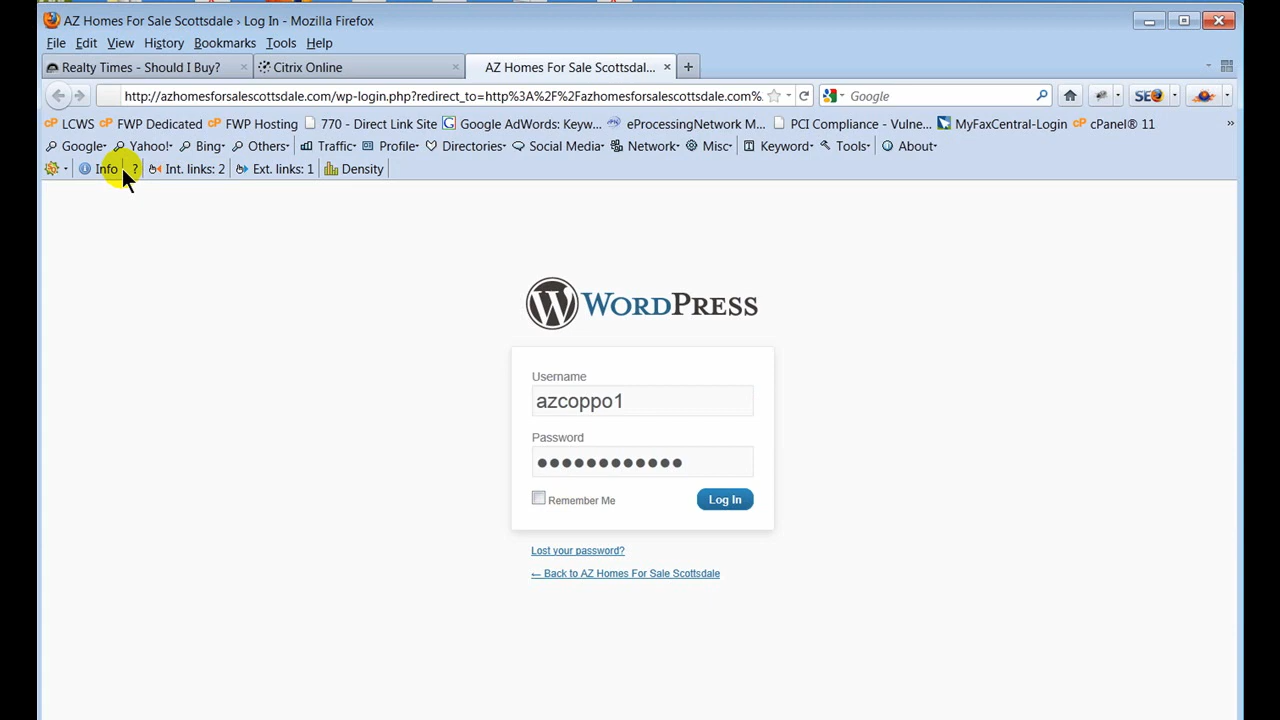 AZ Homes For Sale Scottsdale › Log In - Mozilla Firefox
File Edit View History Bookmarks Tools Help
Realty Times - Should I Buy? Citrix Online AZ Homes For Sale Scottsdal...
http://azhomesforsalescottsdale.com/wp-login.php?redirect_to=http%3A%2F%2Fazhomesforsalescottsdale.com%. Google SEO
cP LCWS cP FWP Dedicated cP FWP Hosting 770 - Direct Link Site Google AdWords: Keyw... eProcessingNetwork M... PCI Compliance - Vulne... MyFaxCentral-Login cP cPanel® 11
Google Yahoo! Bing Others Traffic Profile Directories Social Media Network Misc Keyword Tools About
Info ? Int. links: 2 Ext. links: 1 Density
WORDPRESS
Username
azcoppo1
Password
Remember Me Log In
Lost your password?
← Back to AZ Homes For Sale Scottsdale